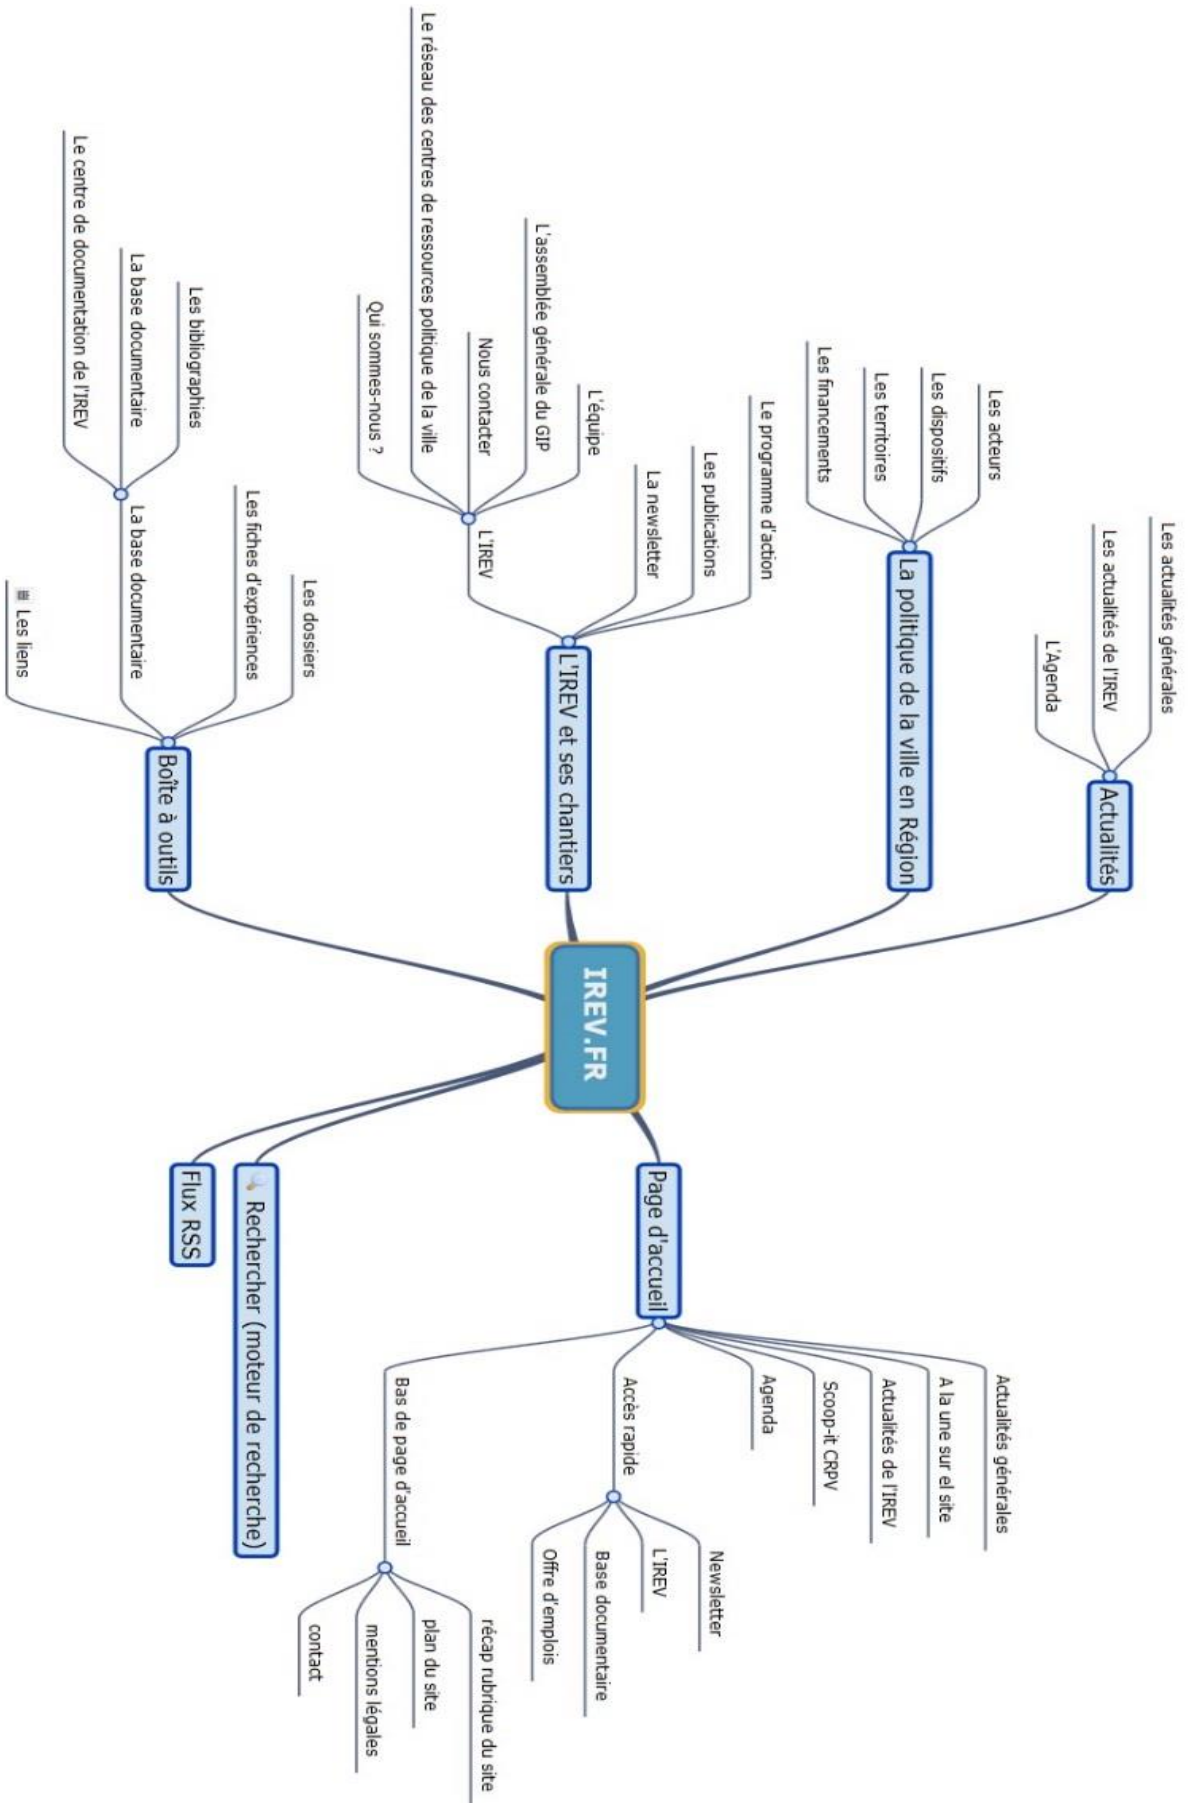 IREV.FR
Page d'accueil
Actualités générales
A la une sur el site
Actualités de l'IREV
Scoop-it CRPV
Agenda
Accès rapide
Newsletter
L'IREV
Base documentaire
Offre d'emplois
Bas de page d'accueil
récap rubrique du site
plan du site
mentions légales
contact
Rechercher (moteur de recherche)
Flux RSS
Actualités
Les actualités générales
Les actualités de l'IREV
L'Agenda
La politique de la ville en Région
Les acteurs
Les dispositifs
Les territoires
Les financements
L'IREV et ses chantiers
Le programme d'action
Les publications
La newsletter
L'IREV
L'équipe
L'assemblée générale du GIP
Nous contacter
Le réseau des centres de ressources politique de la ville
Qui sommes-nous ?
Boîte à outils
Les dossiers
Les fiches d'expériences
La base documentaire
Les bibliographies
La base documentaire
Le centre de documentation de l'IREV
Les liens